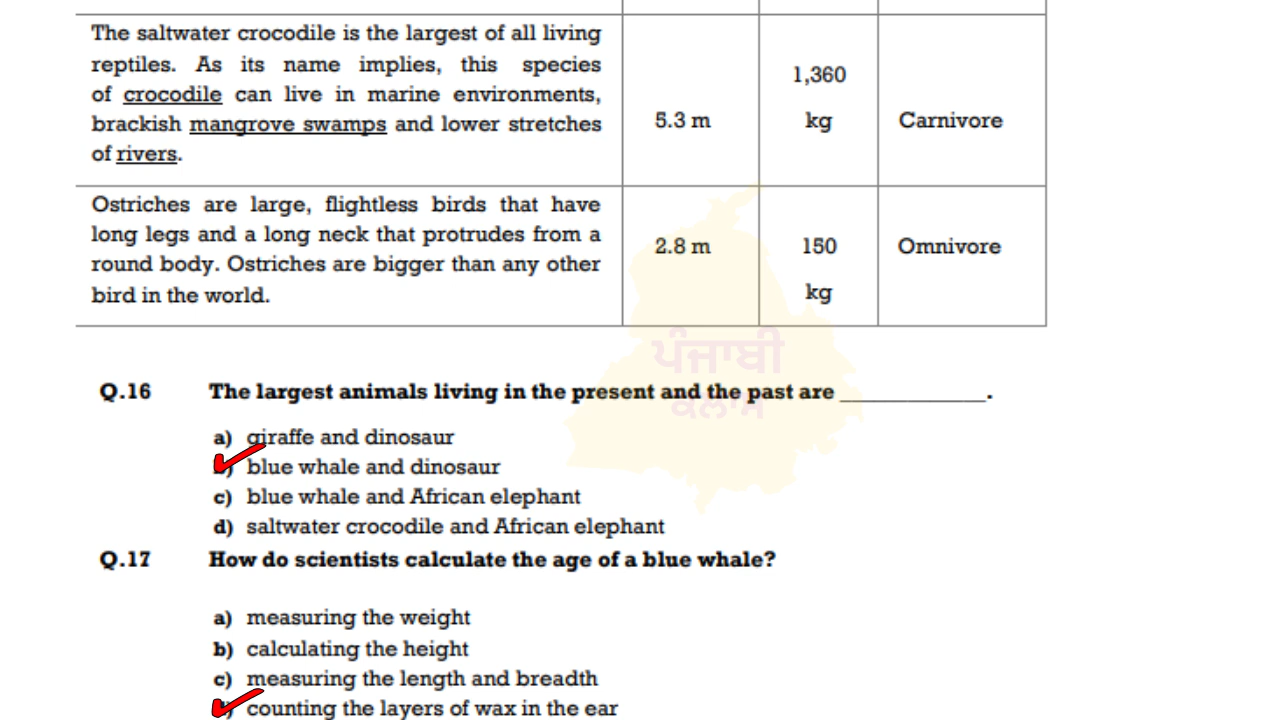 The saltwater crocodile is the largest of all living
reptiles. As its name implies, this species
of crocodile can live in marine environments,
brackish mangrove swamps and lower stretches
of rivers.
5.3 m
1,360
kg
Carnivore
Ostriches are large, flightless birds that have
long legs and a long neck that protrudes from a
round body. Ostriches are bigger than any other
bird in the world.
2.8 m
150
kg
Omnivore
ਪੰਜਾਬੀ
ਕਲਾਸ
Q.16 The largest animals living in the present and the past are _____________.
a) giraffe and dinosaur
b) blue whale and dinosaur
c) blue whale and African elephant
d) saltwater crocodile and African elephant
Q.17 How do scientists calculate the age of a blue whale?
a) measuring the weight
b) calculating the height
c) measuring the length and breadth
d) counting the layers of wax in the ear